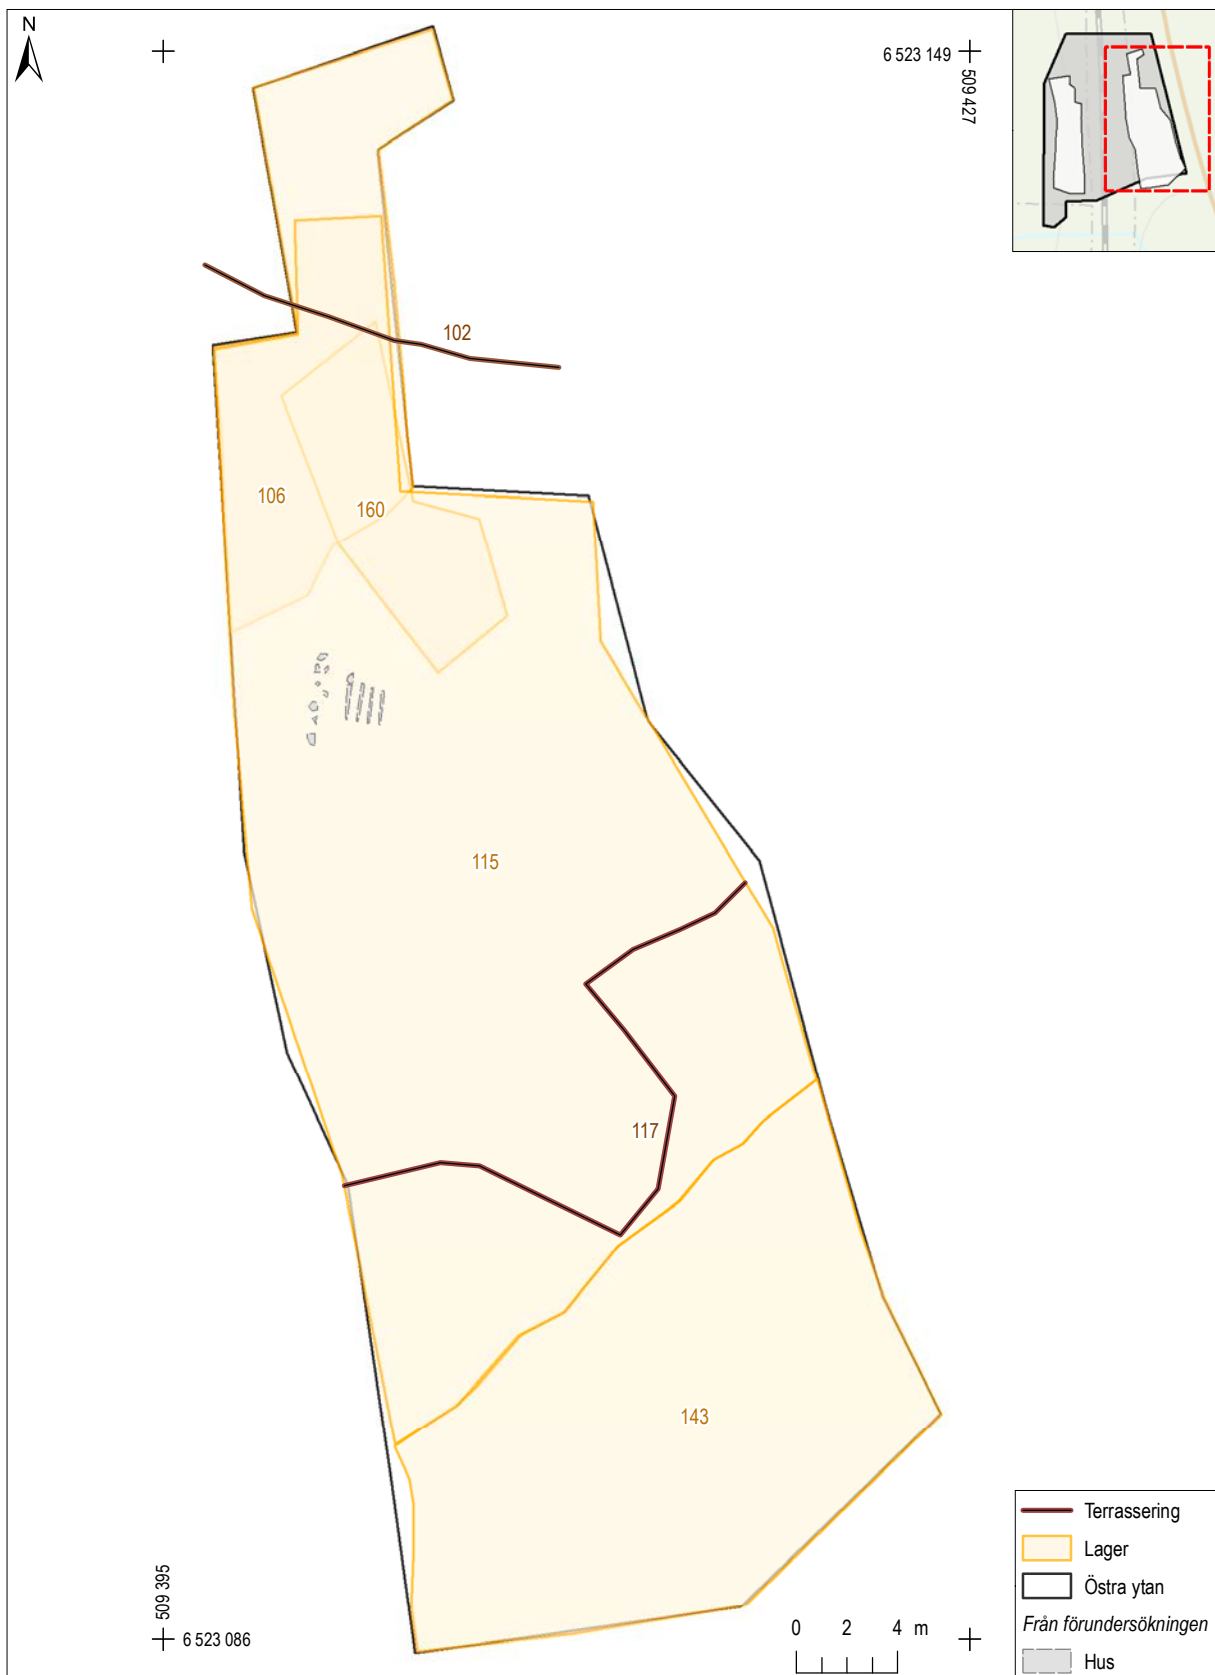 N
6 523 149
509 427
102
106
160
115
117
143
509 395
6 523 086
0 2 4 m
Terrassering
Lager
Östra ytan
Från förundersökningen
Hus